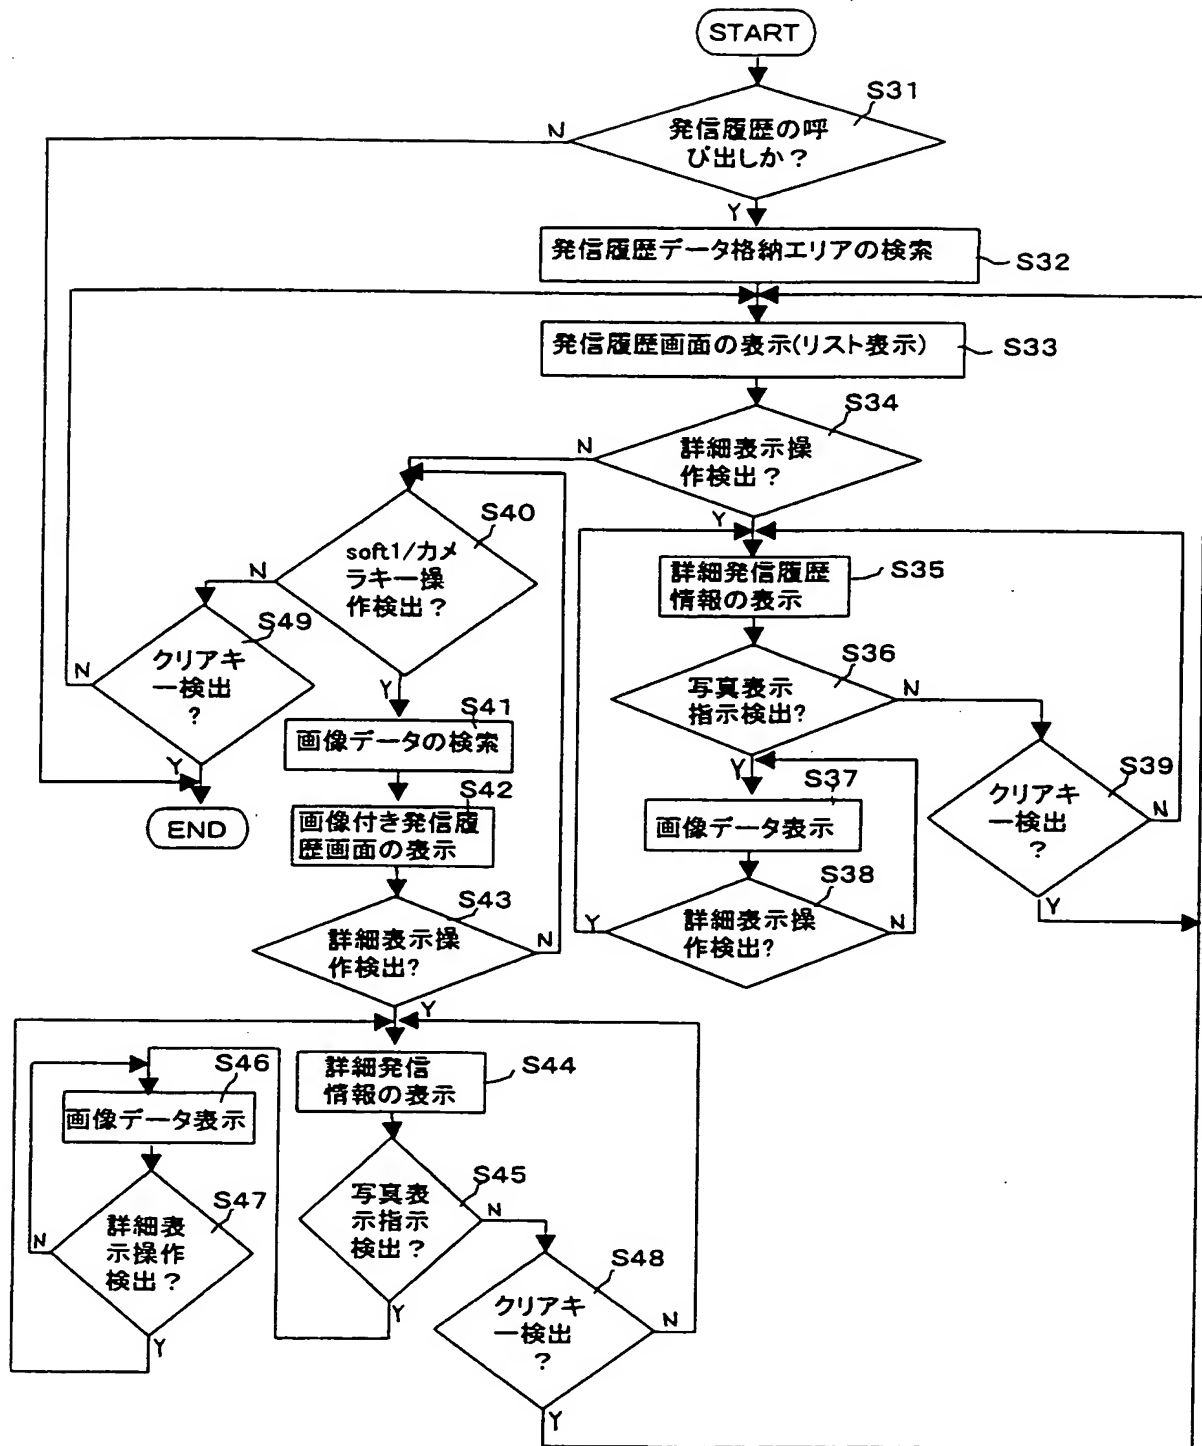 START
S31
発信履歴の呼
び出しか？
N
Y
発信履歴データ格納エリアの検索
S32
発信履歴画面の表示(リスト表示)
S33
S34
詳細表示操
作検出？
N
Y
S40
soft1/カメ
ラキー操
作検出？
N
Y
S49
クリアキ
ー検出
？
N
Y
END
S41
画像データの検索
S42
画像付き発信履
歴画面の表示
S43
詳細表示操
作検出?
N
Y
詳細発信履歴
情報の表示
S35
S36
写真表示
指示検出?
N
Y
S37
画像データ表示
S38
詳細表示操
作検出?
Y
N
S39
クリアキ
ー検出
？
N
Y
詳細発信
情報の表示
S44
S45
写真表
示指示
検出？
N
Y
S46
画像データ表示
S47
詳細表
示操作
検出？
N
Y
S48
クリアキ
ー検出
？
N
Y